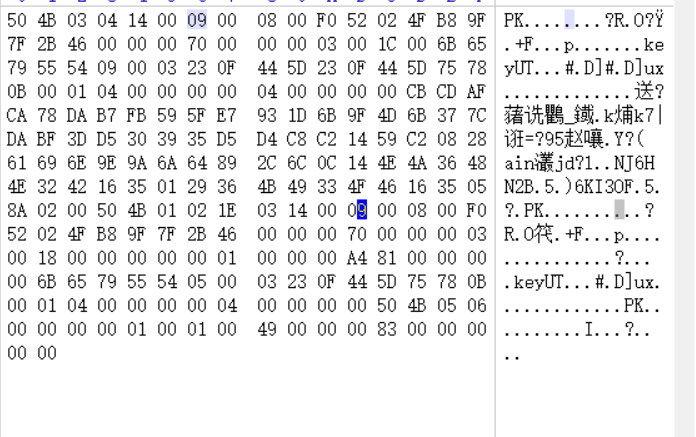 50 4B 03 04 14 00 09 00 08 00 F0 52 02 4F B8 9F PK........?R.O?Ÿ
7F 2B 46 00 00 00 70 00 00 00 03 00 1C 00 6B 65 .+F...p.......ke
79 55 54 09 00 03 23 0F 44 5D 23 0F 44 5D 75 78 yUT...#.D]#.D]ux
0B 00 01 04 00 00 00 00 04 00 00 00 00 CB CD AF .............送?
CA 78 DA B7 FB 59 5F E7 93 1D 6B 9F 4D 6B 37 7C 蕏诜鸜_鐡.k烳k7|
DA BF 3D D5 30 39 35 D5 D4 C8 C2 14 59 C2 08 28 诳=?95赵嚷.Y?(
61 69 6E 9E 9A 6A 64 89 2C 6C 0C 14 4E 4A 36 48 ain灇jd?1..NJ6H
4E 32 42 16 35 01 29 36 4B 49 33 4F 46 16 35 05 N2B.5.)6KI3OF.5.
8A 02 00 50 4B 01 02 1E 03 14 00 09 00 08 00 F0 ?.PK..........?
52 02 4F B8 9F 7F 2B 46 00 00 00 70 00 00 00 03 R.O笩.+F...p....
00 18 00 00 00 00 00 01 00 00 00 A4 81 00 00 00 ............?...
00 6B 65 79 55 54 05 00 03 23 0F 44 5D 75 78 0B .keyUT...#.D]ux.
00 01 04 00 00 00 00 04 00 00 00 00 50 4B 05 06 ............PK..
00 00 00 00 01 00 01 00 49 00 00 00 83 00 00 00 ........I...?..
00 00 ..